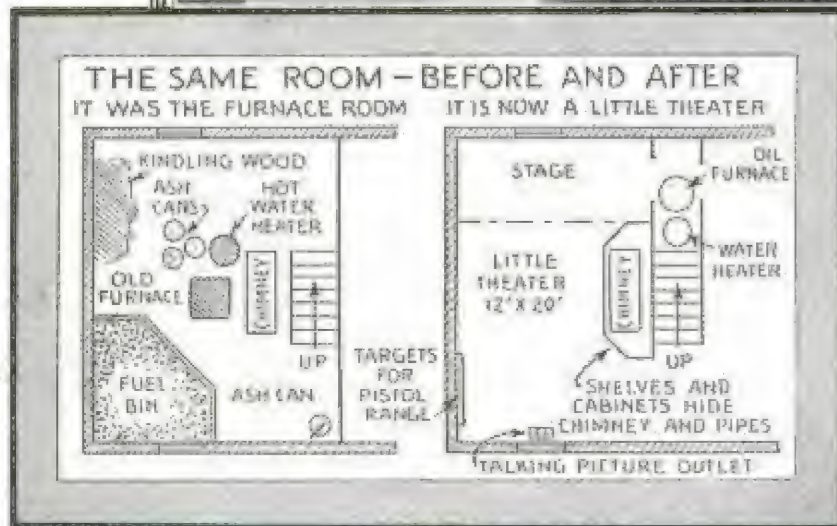 THE SAME ROOM – BEFORE AND AFTER
IT WAS THE FURNACE ROOM
KINDLING WOOD
ASH
CANS
HOT
WATER
HEATER
OLD
FURNACE
CHIMNEY
UP
FUEL
BIN
ASH CAN
IT IS NOW A LITTLE THEATER
STAGE
OIL
FURNACE
WATER
HEATER
LITTLE
THEATER
12' X 20'
CHIMNEY
UP
TARGETS
FOR
PISTOL
RANGE
SHELVES AND
CABINETS HIDE
CHIMNEY AND PIPES
TALKING PICTURE OUTLET